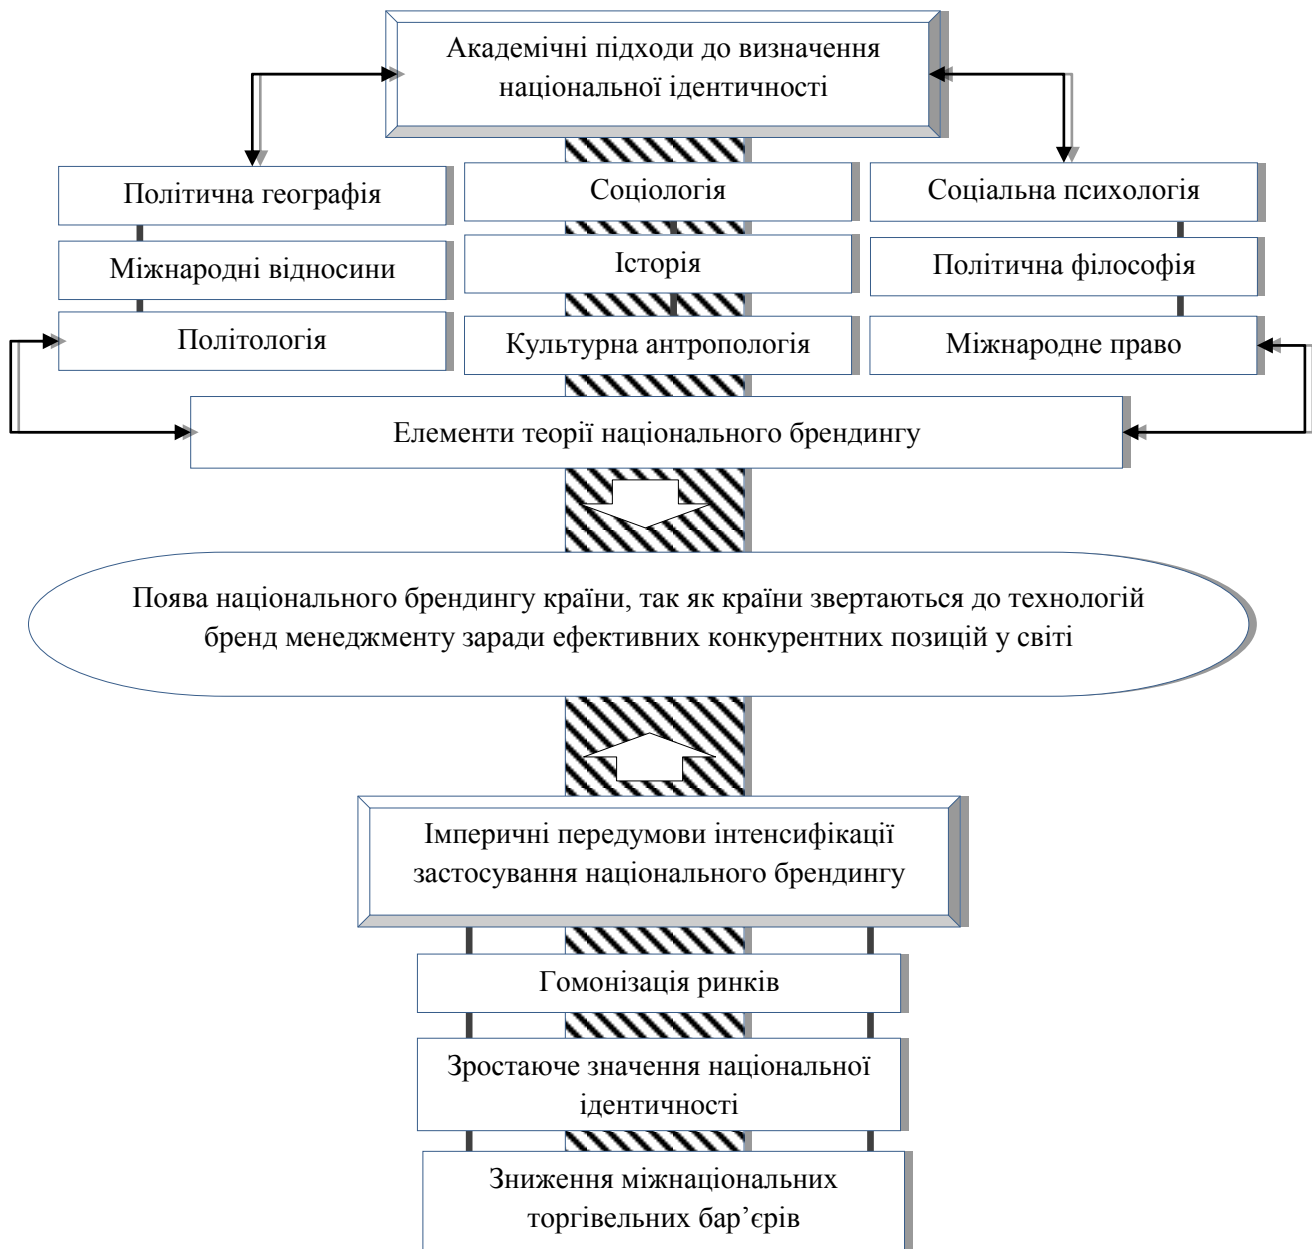 Академічні підходи до визначення
національної ідентичності
Політична географія
Соціологія
Соціальна психологія
Міжнародні відносини
Історія
Політична філософія
Політологія
Культурна антропологія
Міжнародне право
Елементи теорії національного брендингу
Поява національного брендингу країни, так як країни звертаються до технологій
бренд менеджменту заради ефективних конкурентних позицій у світі
Імперичні передумови інтенсифікації
застосування національного брендингу
Гомонізація ринків
Зростаюче значення національної
ідентичності
Зниження міжнаціональних
торгівельних бар’єрів